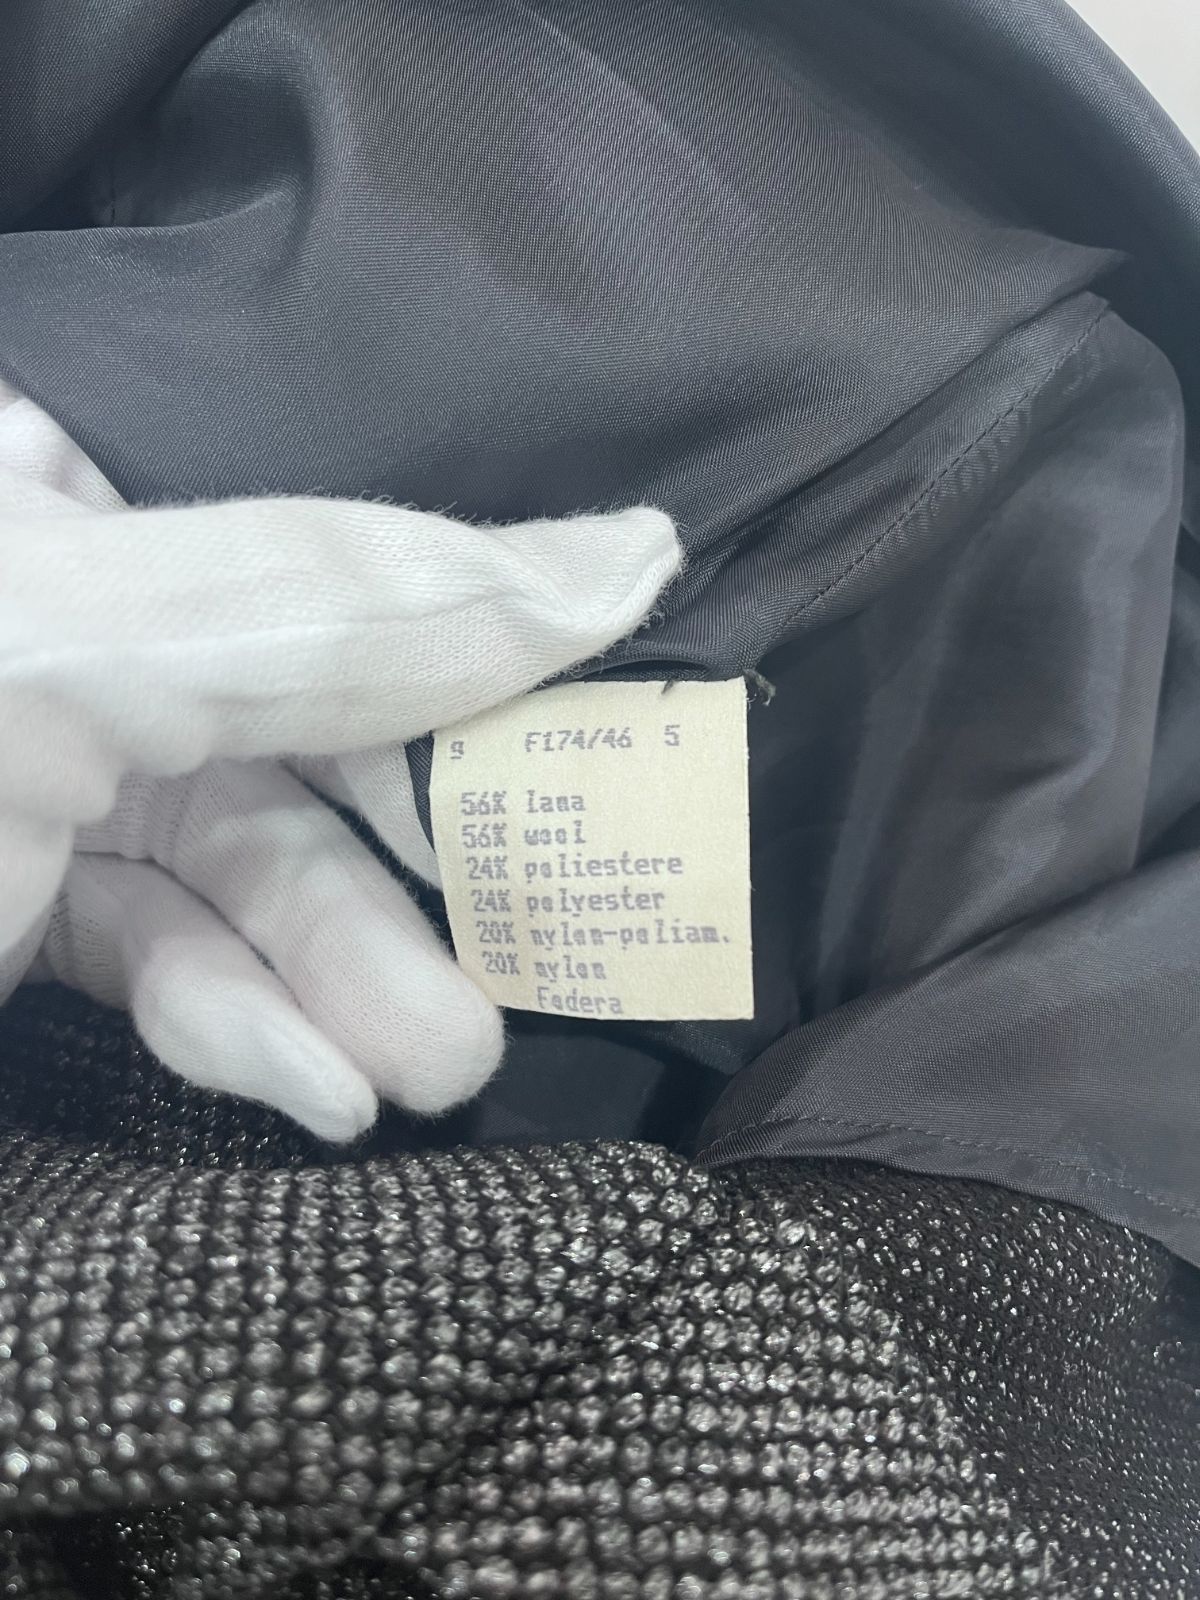 g F174/46 5
56% lana
56% wool
24% poliestere
24% polyester
20% nylon-poliam.
20% nylon
Fodera